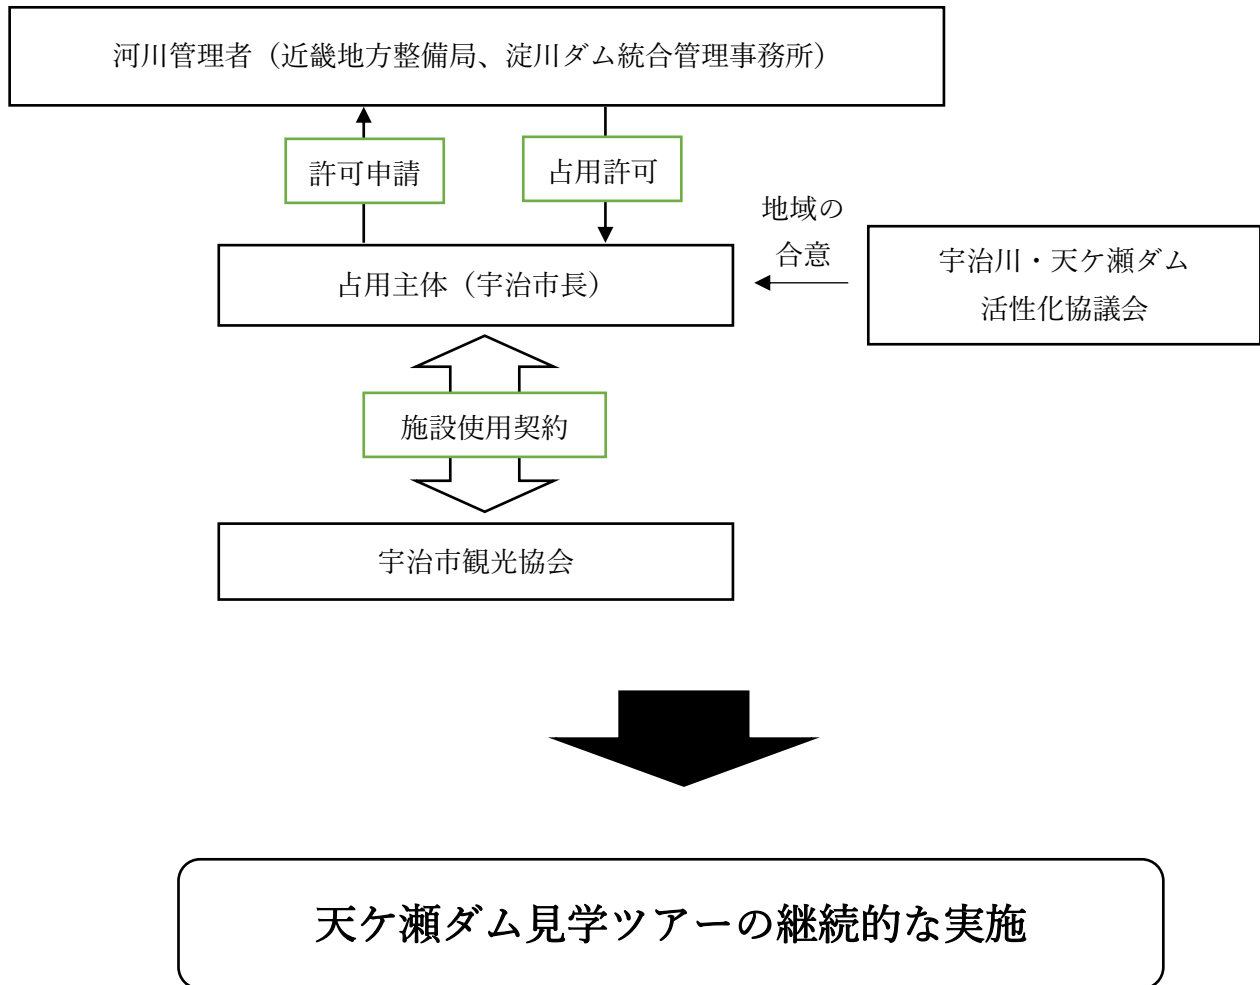 河川管理者（近畿地方整備局、淀川ダム統合管理事務所）
許可申請
占用許可
地域の
合意
占用主体（宇治市長）
宇治川・天ケ瀬ダム
活性化協議会
施設使用契約
宇治市観光協会
天ケ瀬ダム見学ツアーの継続的な実施